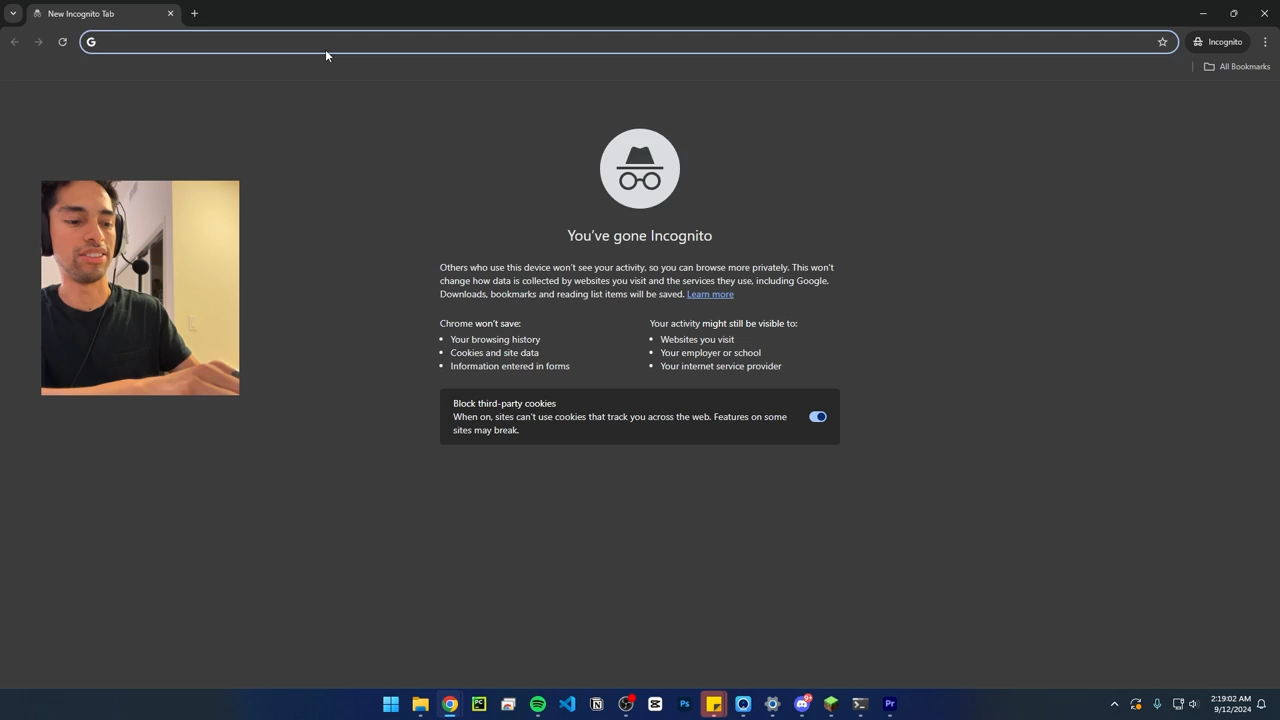 New Incognito Tab
Incognito
All Bookmarks
You've gone Incognito
Others who use this device won't see your activity, so you can browse more privately. This won't
change how data is collected by websites you visit and the services they use, including Google.
Downloads, bookmarks and reading list items will be saved. Learn more
Chrome won't save:
• Your browsing history
• Cookies and site data
• Information entered in forms
Your activity might still be visible to:
• Websites you visit
• Your employer or school
• Your internet service provider
Block third-party cookies
When on, sites can't use cookies that track you across the web. Features on some
sites may break.
PC
Ps
9+
Pr
2:19:02 AM
9/12/2024